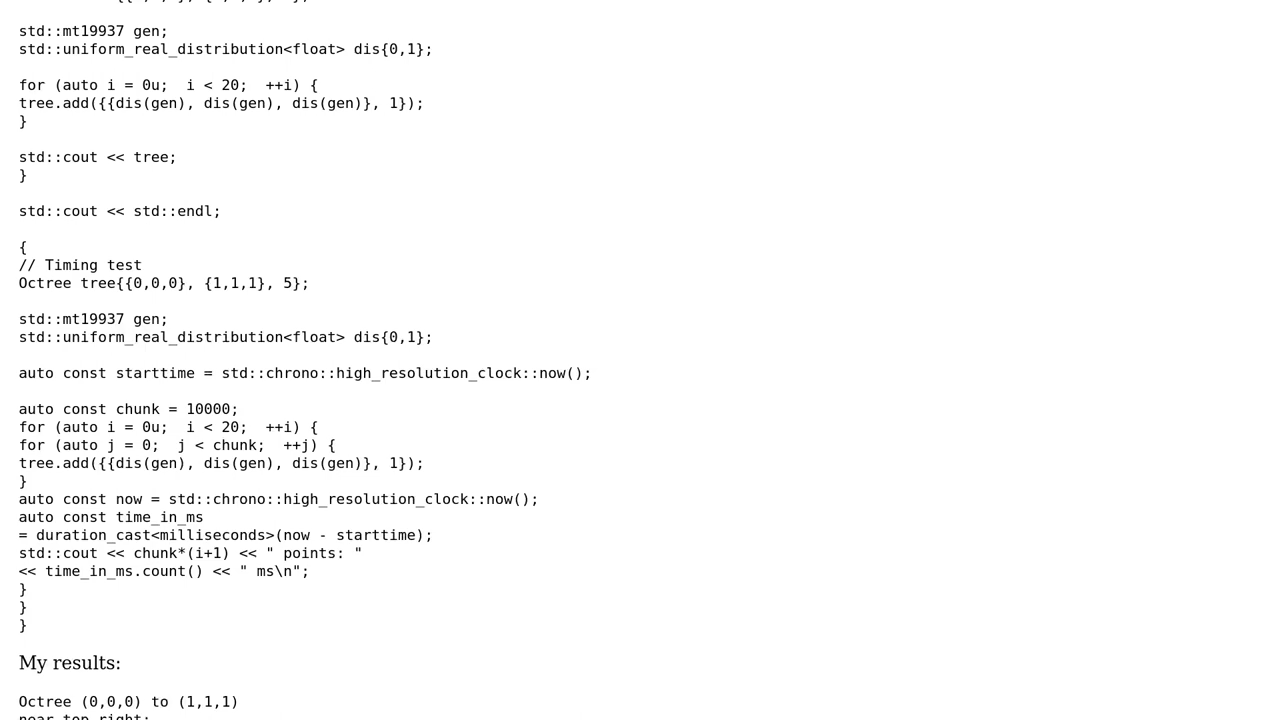 std::mt19937 gen;
std::uniform_real_distribution<float> dis{0,1};
for (auto i = 0u;  i < 20;  ++i) {
tree.add({{dis(gen), dis(gen), dis(gen)}, 1});
}
std::cout << tree;
}
std::cout << std::endl;
{
// Timing test
Octree tree{{0,0,0}, {1,1,1}, 5};
std::mt19937 gen;
std::uniform_real_distribution<float> dis{0,1};
auto const starttime = std::chrono::high_resolution_clock::now();
auto const chunk = 10000;
for (auto i = 0u;  i < 20;  ++i) {
for (auto j = 0;  j < chunk;  ++j) {
tree.add({{dis(gen), dis(gen), dis(gen)}, 1});
}
auto const now = std::chrono::high_resolution_clock::now();
auto const time_in_ms
= duration_cast<milliseconds>(now - starttime);
std::cout << chunk*(i+1) << " points: "
<< time_in_ms.count() << " ms\n";
}
}
}
My results:
Octree (0,0,0) to (1,1,1)
near top right: